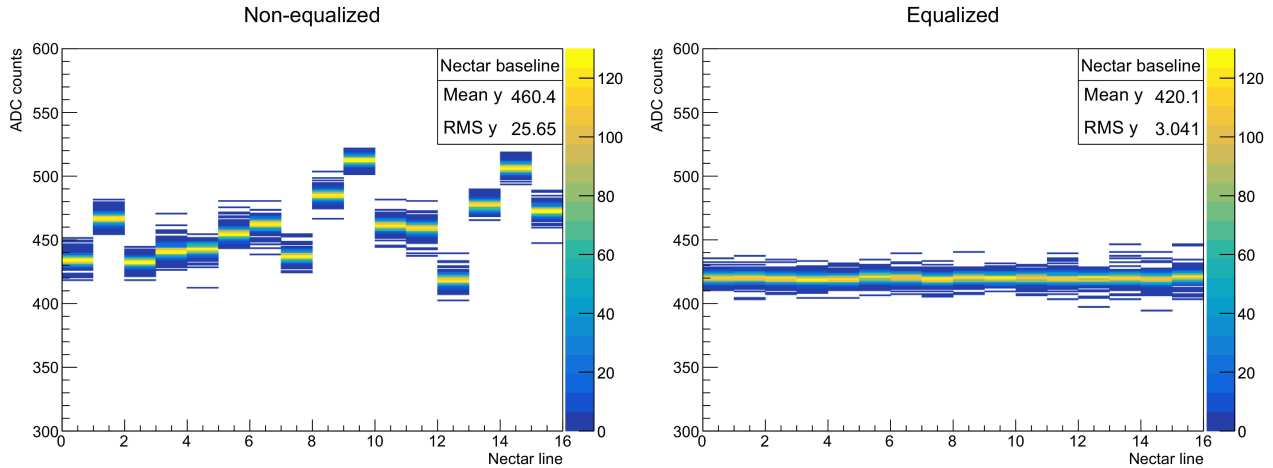 Non-equalized
ADC counts
600
550
500
450
400
350
300
0 2 4 6 8 10 12 14 16
Nectar line
Nectar baseline
Mean y 460.4
RMS y 25.65
120
100
80
60
40
20
0
Equalized
ADC counts
600
550
500
450
400
350
300
0 2 4 6 8 10 12 14 16
Nectar line
Nectar baseline
Mean y 420.1
RMS y 3.041
120
100
80
60
40
20
0